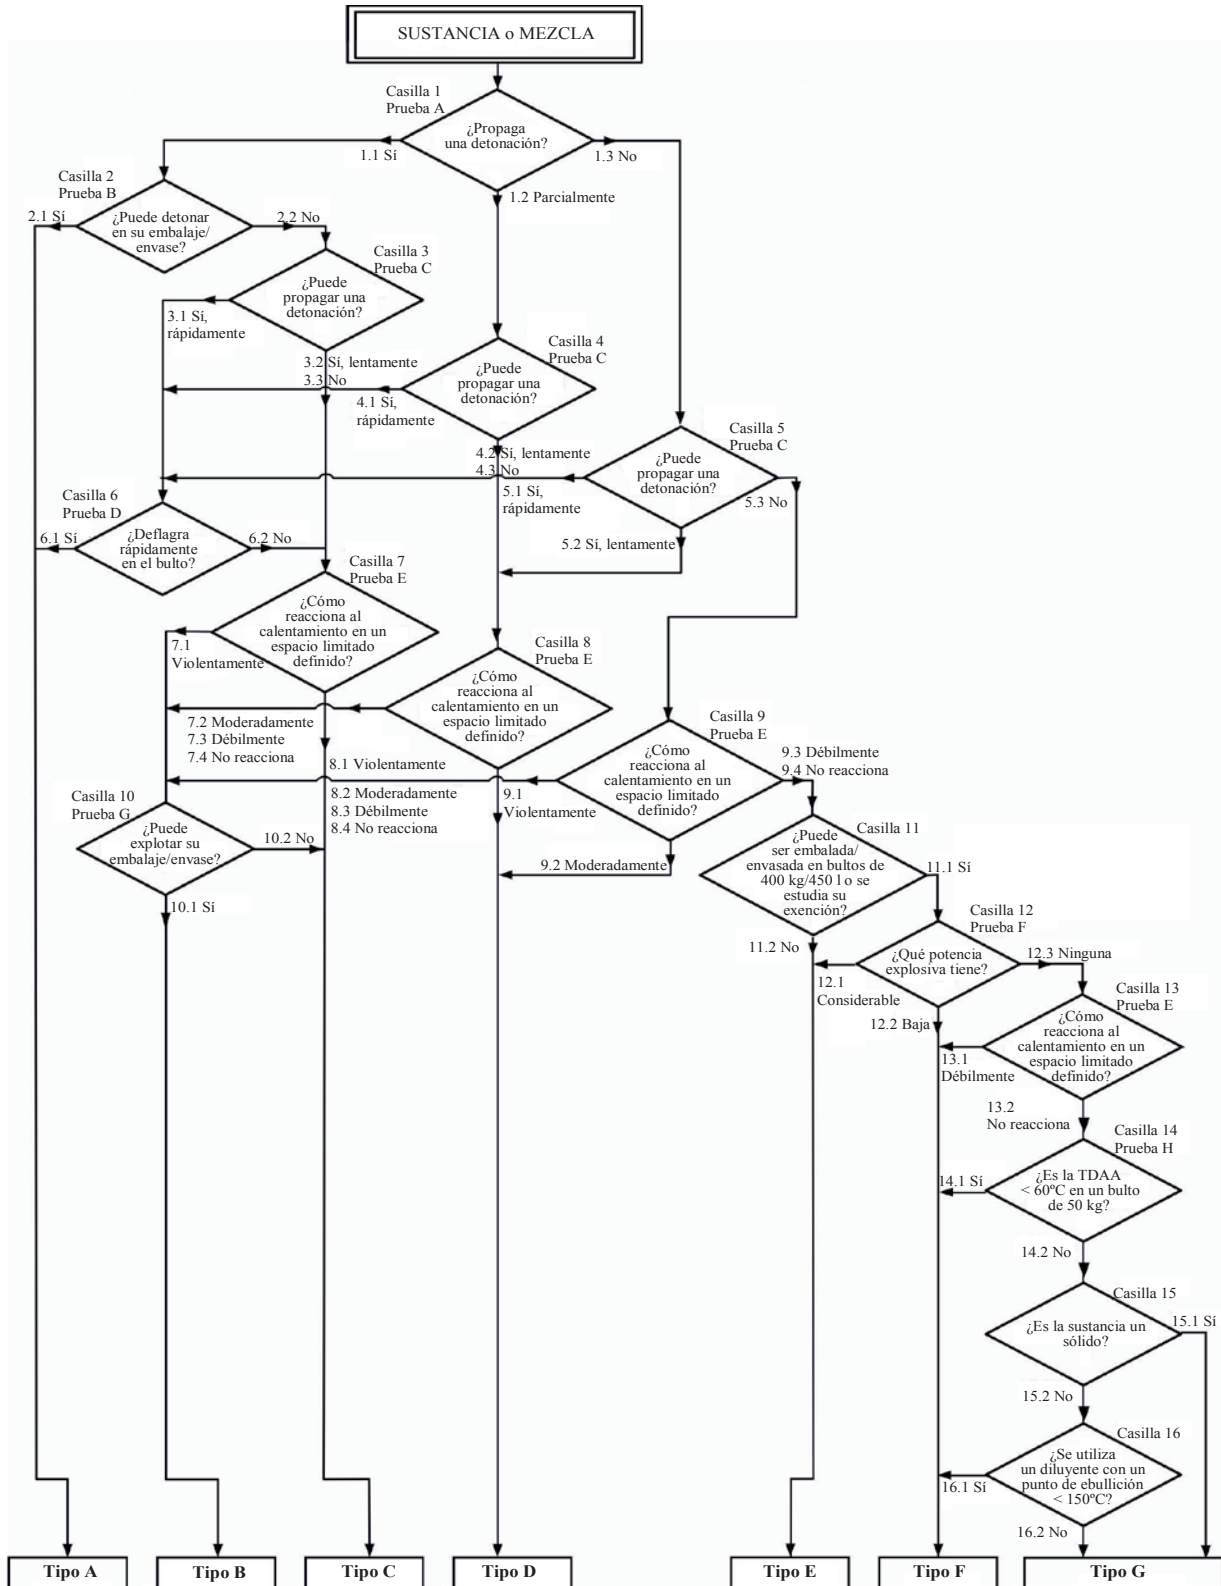 SUSTANCIA o MEZCLA
Casilla 1
Prueba A
¿Propaga
una detonación?
1.1 Sí
1.3 No
1.2 Parcialmente
Casilla 2
Prueba B
¿Puede detonar
en su embalaje/
envase?
2.1 Sí
2.2 No
Casilla 3
Prueba C
¿Puede
propagar una
detonación?
3.1 Sí,
rápidamente
3.2 Sí, lentamente
3.3 No
Casilla 4
Prueba C
¿Puede
propagar una
detonación?
4.1 Sí,
rápidamente
4.2 Sí, lentamente
4.3 No
Casilla 5
Prueba C
¿Puede
propagar una
detonación?
5.1 Sí,
rápidamente
5.3 No
5.2 Sí, lentamente
Casilla 6
Prueba D
¿Deflagra
rápidamente
en el bulto?
6.1 Sí
6.2 No
Casilla 7
Prueba E
¿Cómo
reacciona al
calentamiento en un
espacio limitado
definido?
7.1
Violentamente
7.2 Moderadamente
7.3 Débilmente
7.4 No reacciona
Casilla 8
Prueba E
¿Cómo
reacciona al
calentamiento en un
espacio limitado
definido?
8.1 Violentamente
8.2 Moderadamente
8.3 Débilmente
8.4 No reacciona
Casilla 9
Prueba E
¿Cómo
reacciona al
calentamiento en un
espacio limitado
definido?
9.1
Violentamente
9.2 Moderadamente
9.3 Débilmente
9.4 No reacciona
Casilla 10
Prueba G
¿Puede
explotar su
embalaje/envase?
10.2 No
10.1 Sí
Casilla 11
¿Puede
ser embalada/
envasada en bultos de
400 kg/450 l o se
estudia su
exención?
11.1 Sí
11.2 No
Casilla 12
Prueba F
¿Qué potencia
explosiva tiene?
12.1
Considerable
12.2 Baja
12.3 Ninguna
Casilla 13
Prueba E
¿Cómo
reacciona al
calentamiento en un
espacio limitado
definido?
13.1
Débilmente
13.2
No reacciona
Casilla 14
Prueba H
¿Es la TDAA
< 60ºC en un bulto
de 50 kg?
14.1 Sí
14.2 No
Casilla 15
¿Es la sustancia un
sólido?
15.1 Sí
15.2 No
Casilla 16
¿Se utiliza
un diluyente con un
punto de ebullición
< 150ºC?
16.1 Sí
16.2 No
Tipo A
Tipo B
Tipo C
Tipo D
Tipo E
Tipo F
Tipo G